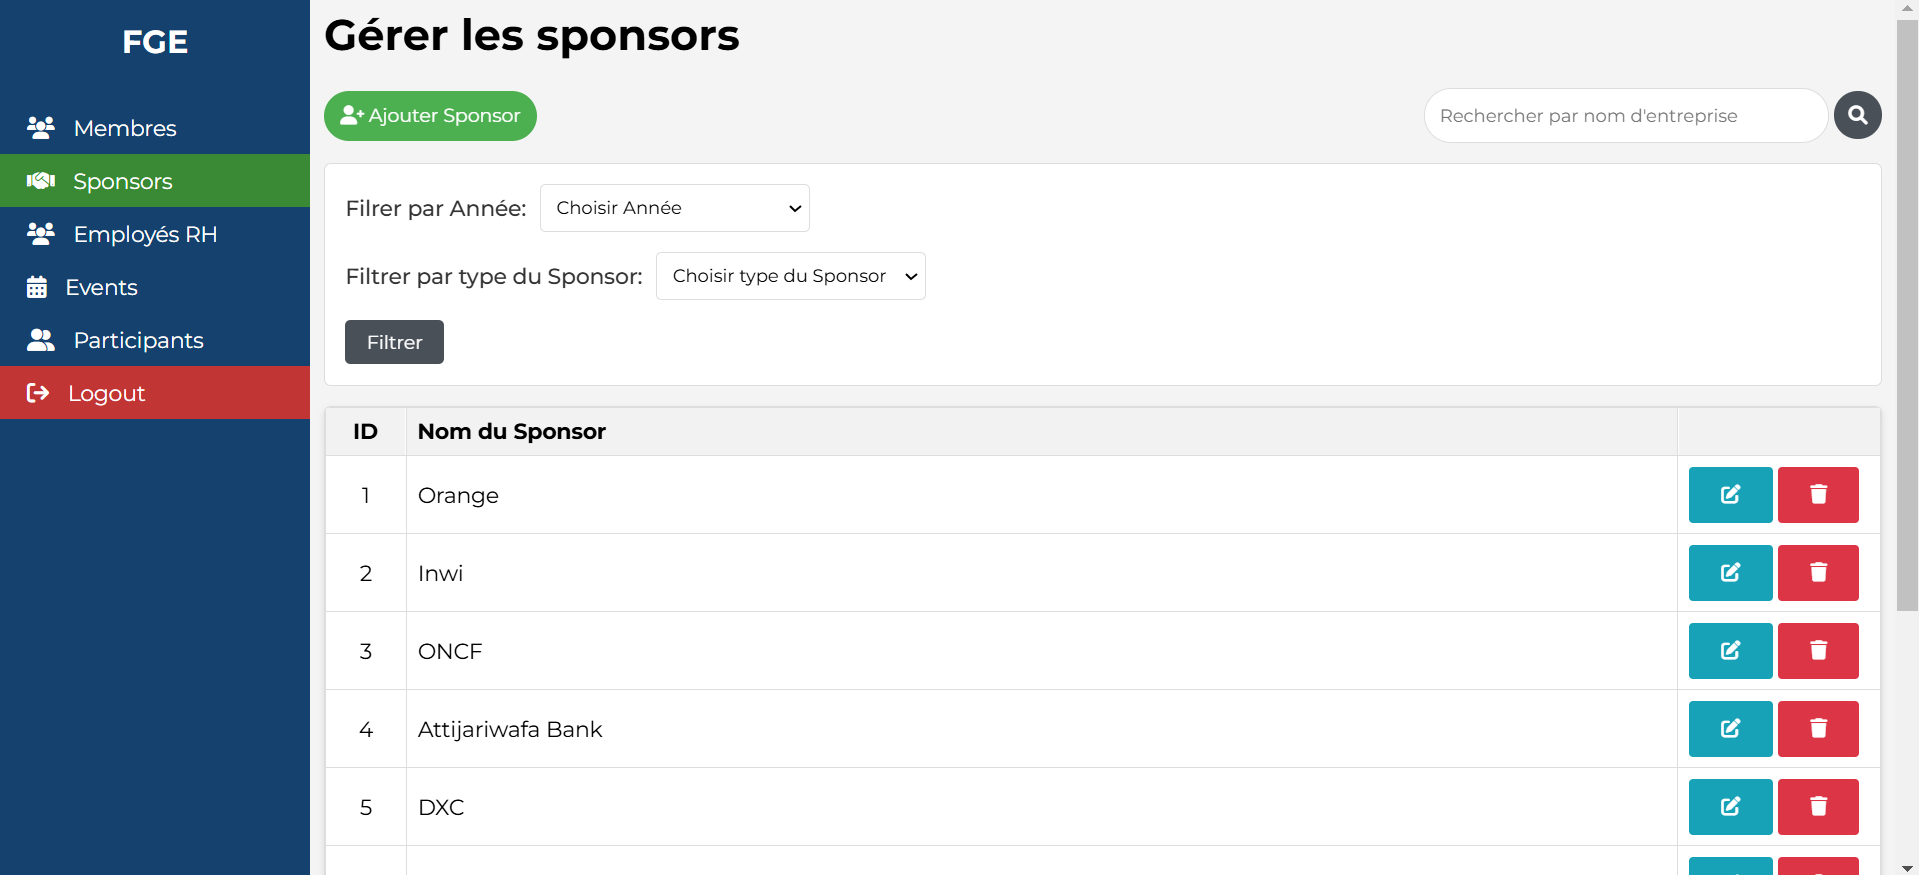 FGE
Membres
Sponsors
Employés RH
Events
Participants
Logout
Gérer les sponsors
Ajouter Sponsor
Rechercher par nom d'entreprise
Filrer par Année:
Choisir Année
Filtrer par type du Sponsor:
Choisir type du Sponsor
Filtrer
ID Nom du Sponsor
1 Orange
2 Inwi
3 ONCF
4 Attijariwafa Bank
5 DXC